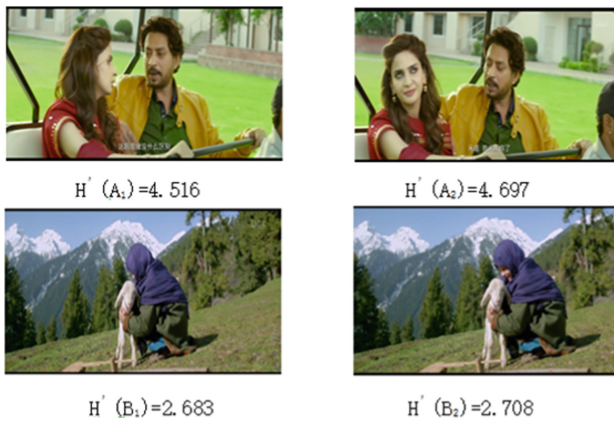 H' (A₁)=4.516
H' (A₂)=4.697
H' (B₁)=2.683
H' (B₂)=2.708